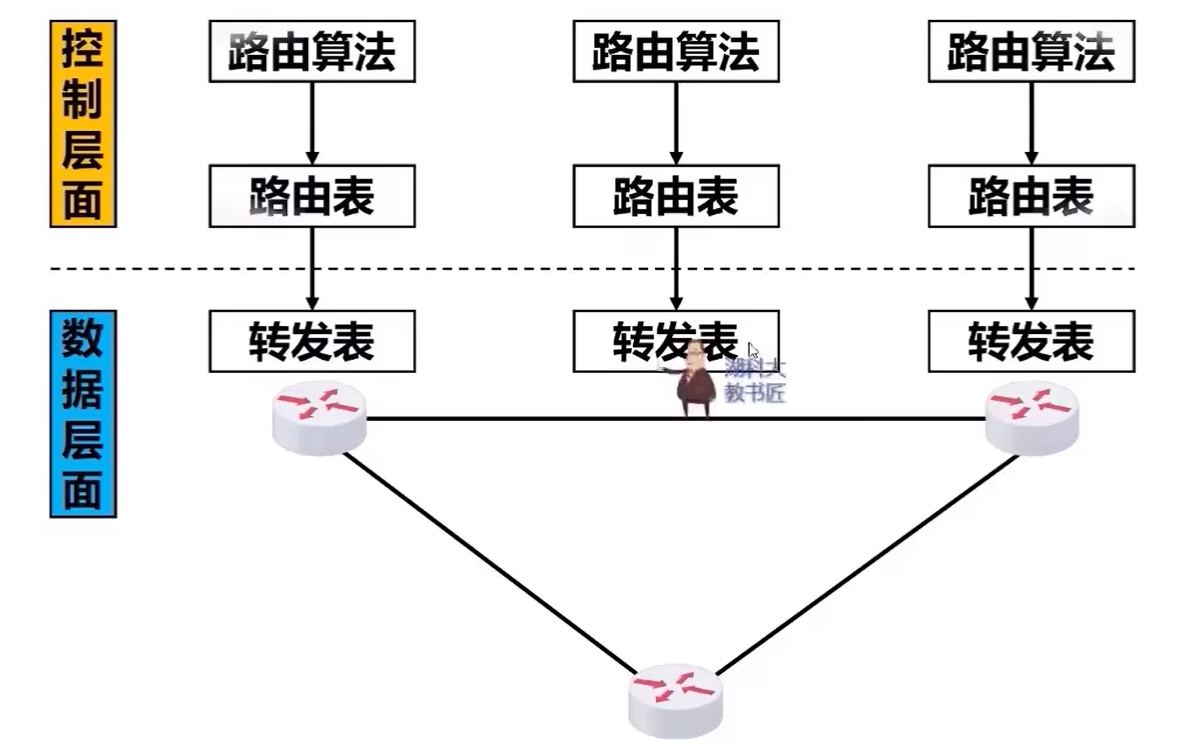 控制层面
路由算法
路由算法
路由算法
路由表
路由表
路由表
数据层面
转发表
转发表
转发表
湖科大
教书匠